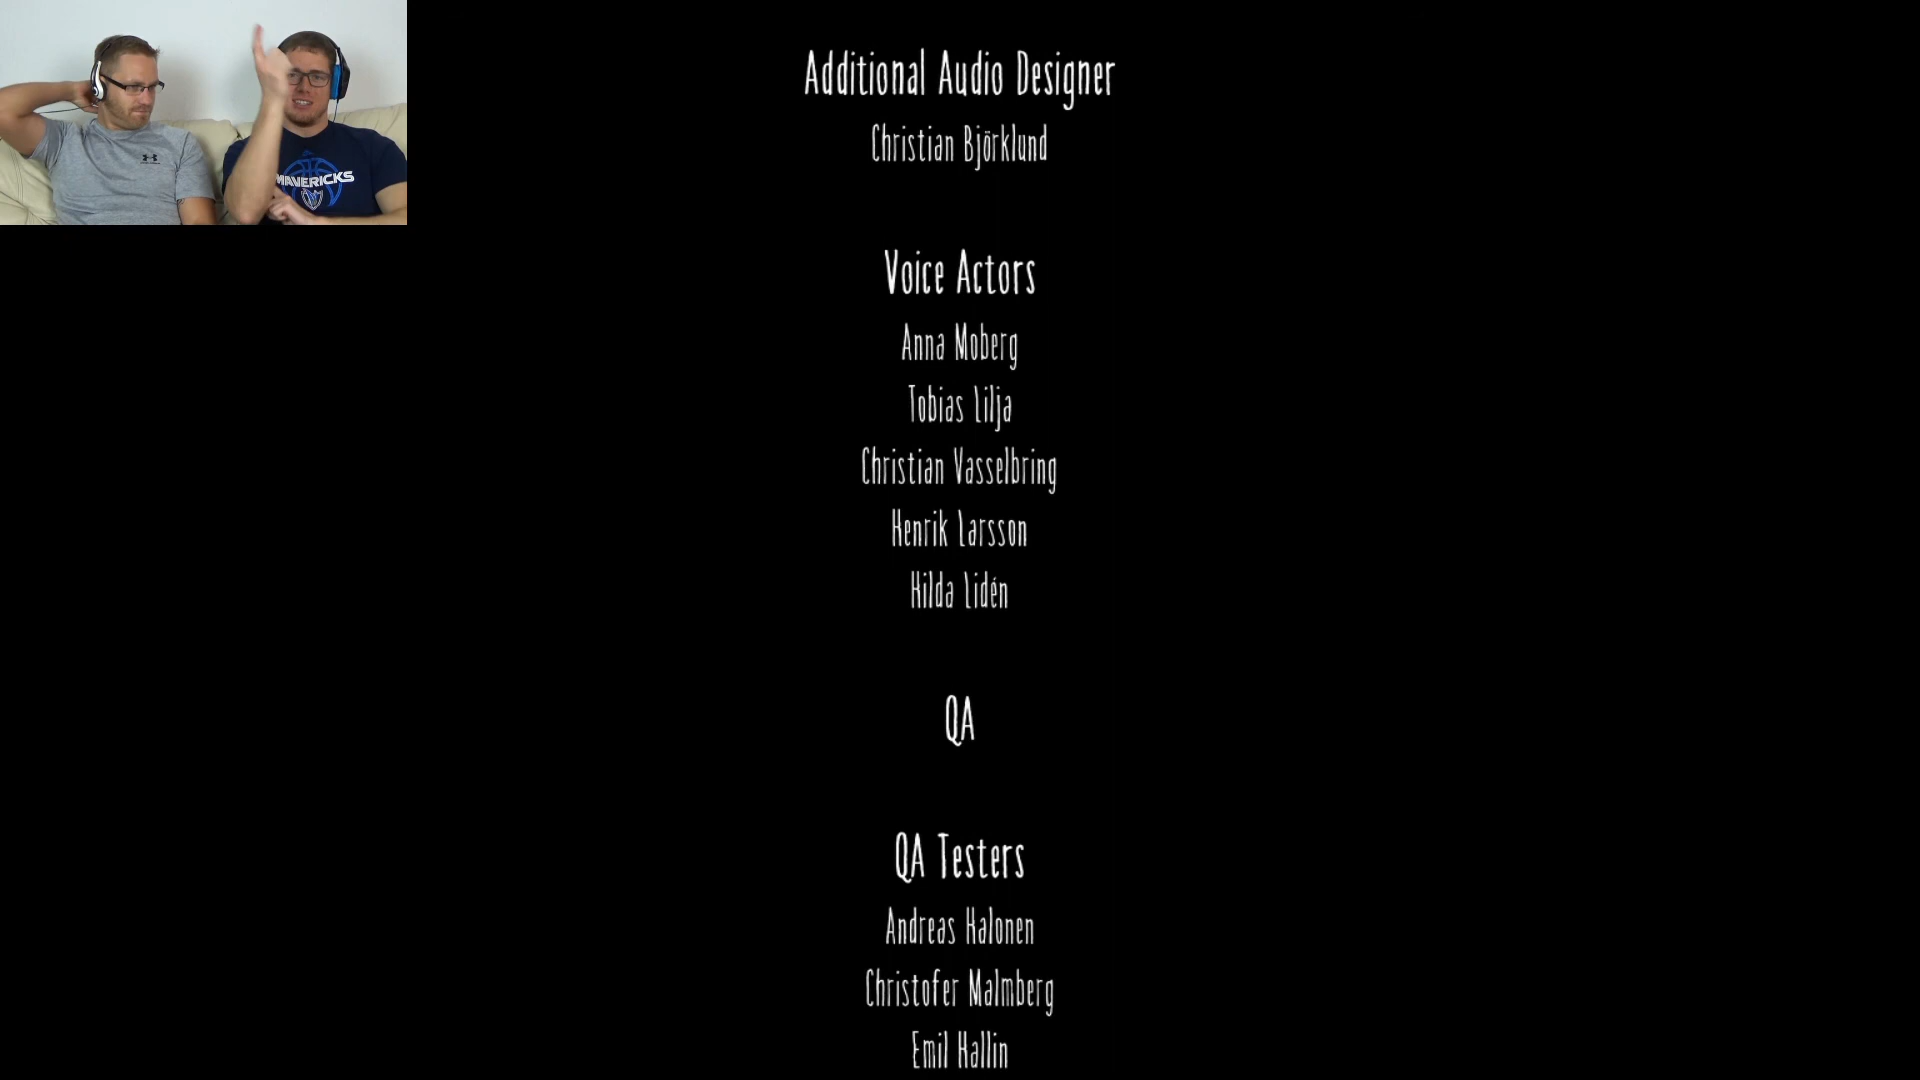 MAVERICKS
Additional Audio Designer
Christian Björklund
Voice Actors
Anna Moberg
Tobias Lilja
Christian Vasselbring
Henrik Larsson
Hilda Lidén
QA
QA Testers
Andreas Halonen
Christofer Malmberg
Emil Hallin